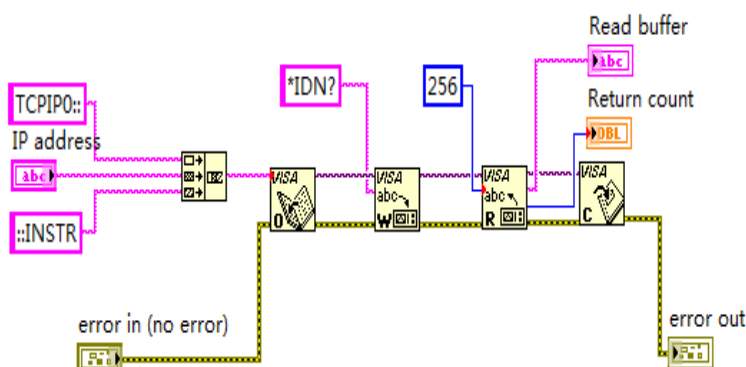 Read buffer
abc
TCPIP0::
*IDN?
256
Return count
DBL
IP address
abc
VISA
O
VISA
abc
W
VISA
abc
R
VISA
C
::INSTR
error in (no error)
error out